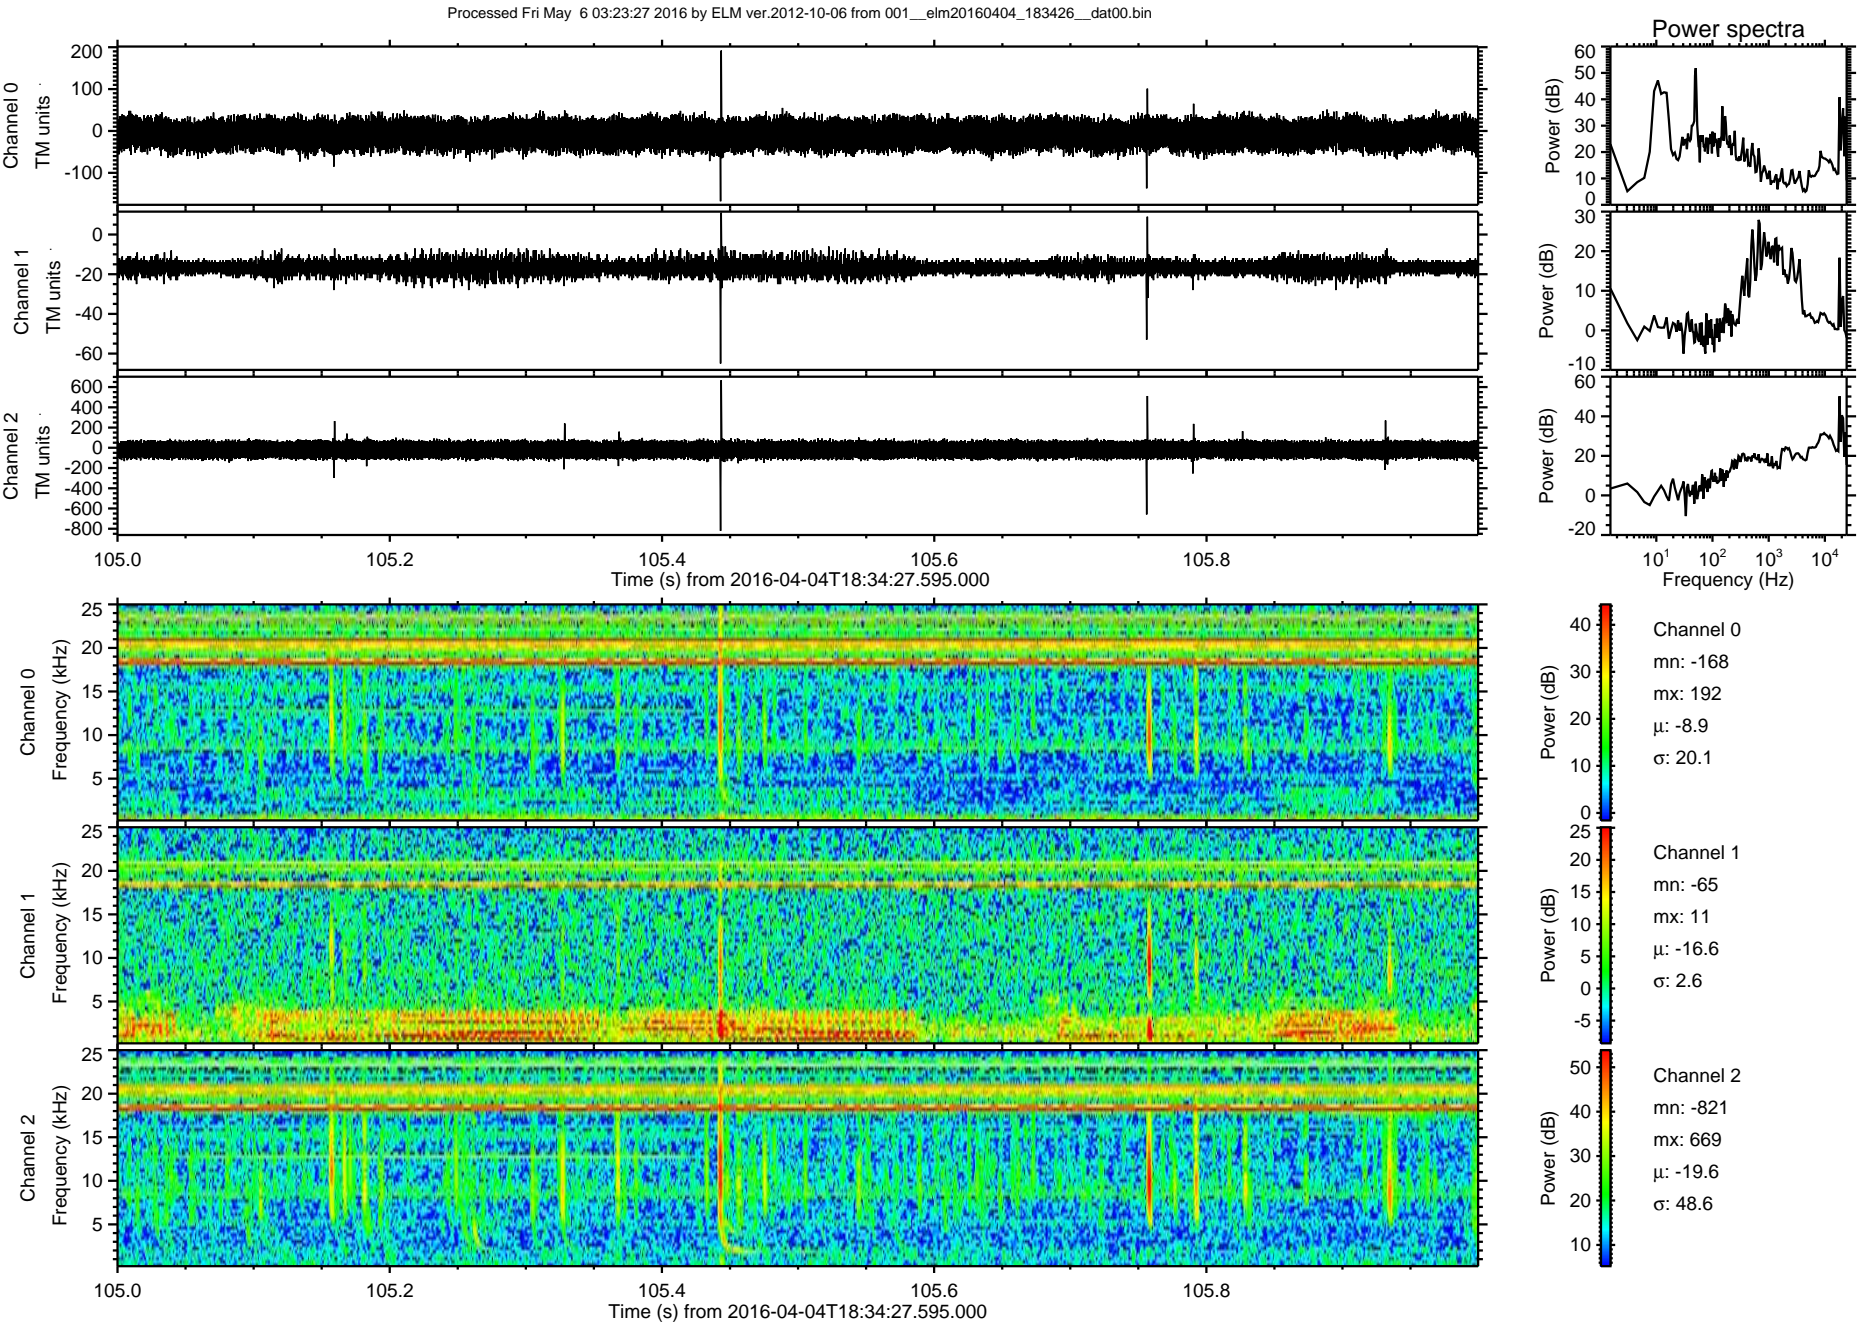 Processed Fri May  6 03:23:27 2016 by ELM ver.2012-10-06 from 001__elm20160404_183426__dat00.bin
Power spectra
Channel 0
TM units
200
100
0
-100
Power (dB)
60
50
40
30
20
10
0
Channel 1
TM units
0
-20
-40
-60
Power (dB)
30
20
10
0
-10
Channel 2
TM units
600
400
200
0
-200
-400
-600
-800
Power (dB)
60
40
20
0
-20
105.0 105.2 105.4 105.6 105.8
Time (s) from 2016-04-04T18:34:27.595.000
10¹ 10² 10³ 10⁴
Frequency (Hz)
Channel 0
Frequency (kHz)
25
20
15
10
5
Power (dB)
40
30
20
10
0
Channel 0
mn: -168
mx: 192
μ: -8.9
σ: 20.1
Channel 1
Frequency (kHz)
25
20
15
10
5
Power (dB)
25
20
15
10
5
0
-5
Channel 1
mn: -65
mx: 11
μ: -16.6
σ: 2.6
Channel 2
Frequency (kHz)
25
20
15
10
5
Power (dB)
50
40
30
20
10
Channel 2
mn: -821
mx: 669
μ: -19.6
σ: 48.6
105.0 105.2 105.4 105.6 105.8
Time (s) from 2016-04-04T18:34:27.595.000